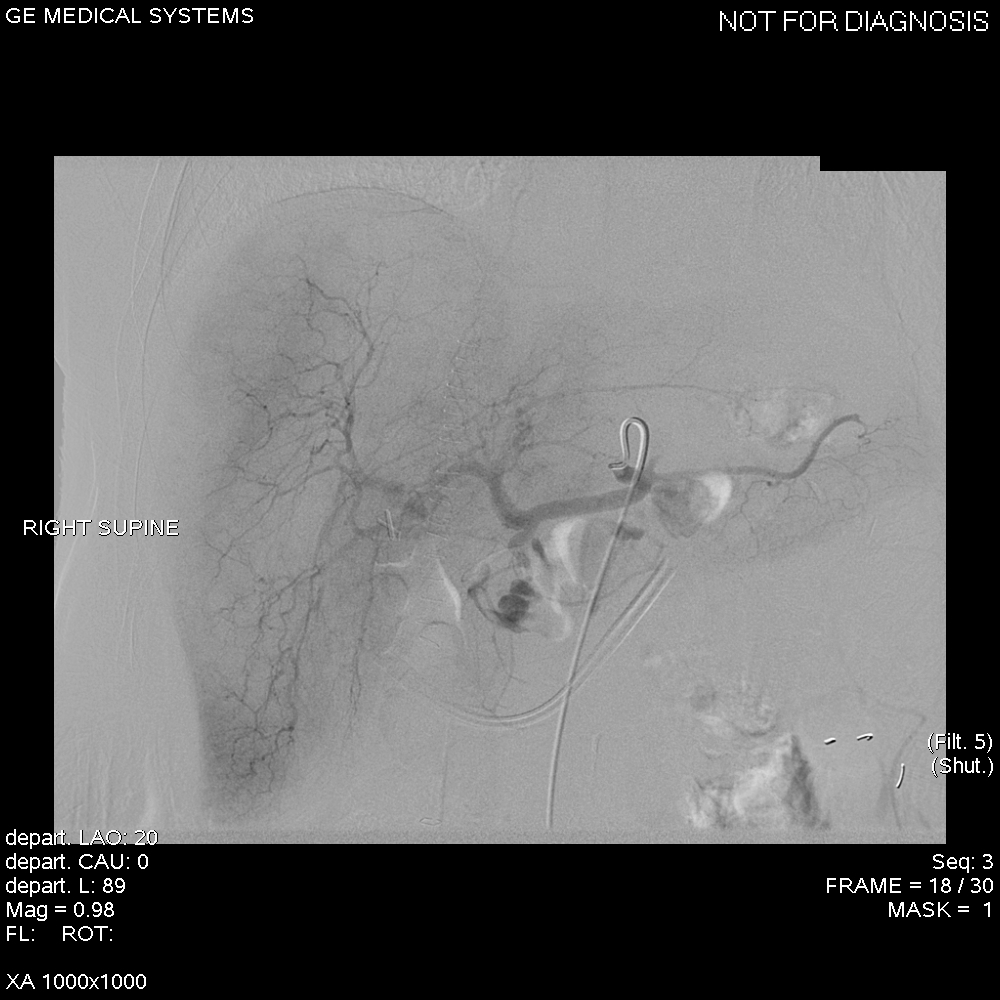 GE MEDICAL SYSTEMS
NOT FOR DIAGNOSIS
RIGHT SUPINE
(Filt. 5)
(Shut.)
depart. LAO: 20
depart. CAU: 0
depart. L: 89
Mag = 0.98
FL: ROT:
XA 1000x1000
Seq: 3
FRAME = 18 / 30
MASK = 1